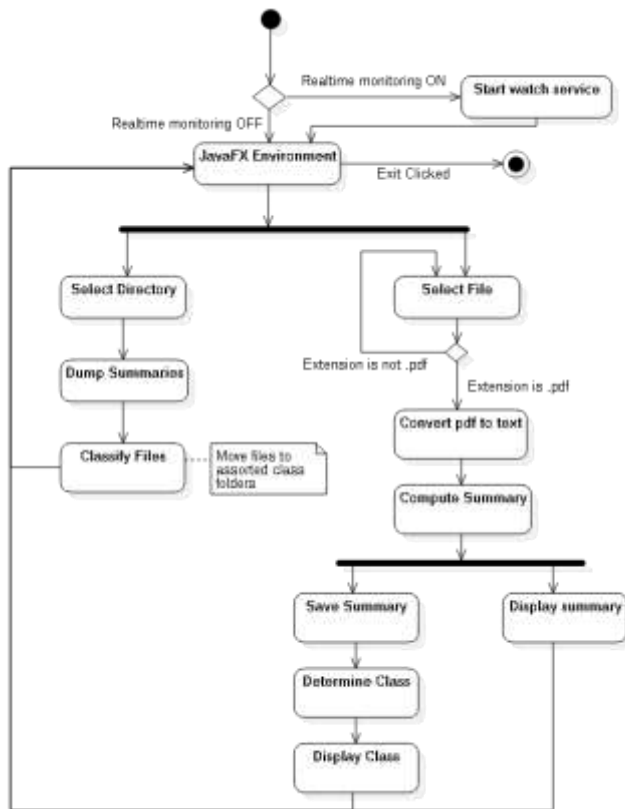 Realtime monitoring ON
Start watch service
Realtime monitoring OFF
JavaFX Environment
Exit Clicked
Select Directory
Select File
Dump Summaries
Extension is not .pdf
Extension is .pdf
Classify Files
Move files to
assorted class
folders
Convert pdf to text
Compute Summary
Save Summary
Display summary
Determine Class
Display Class